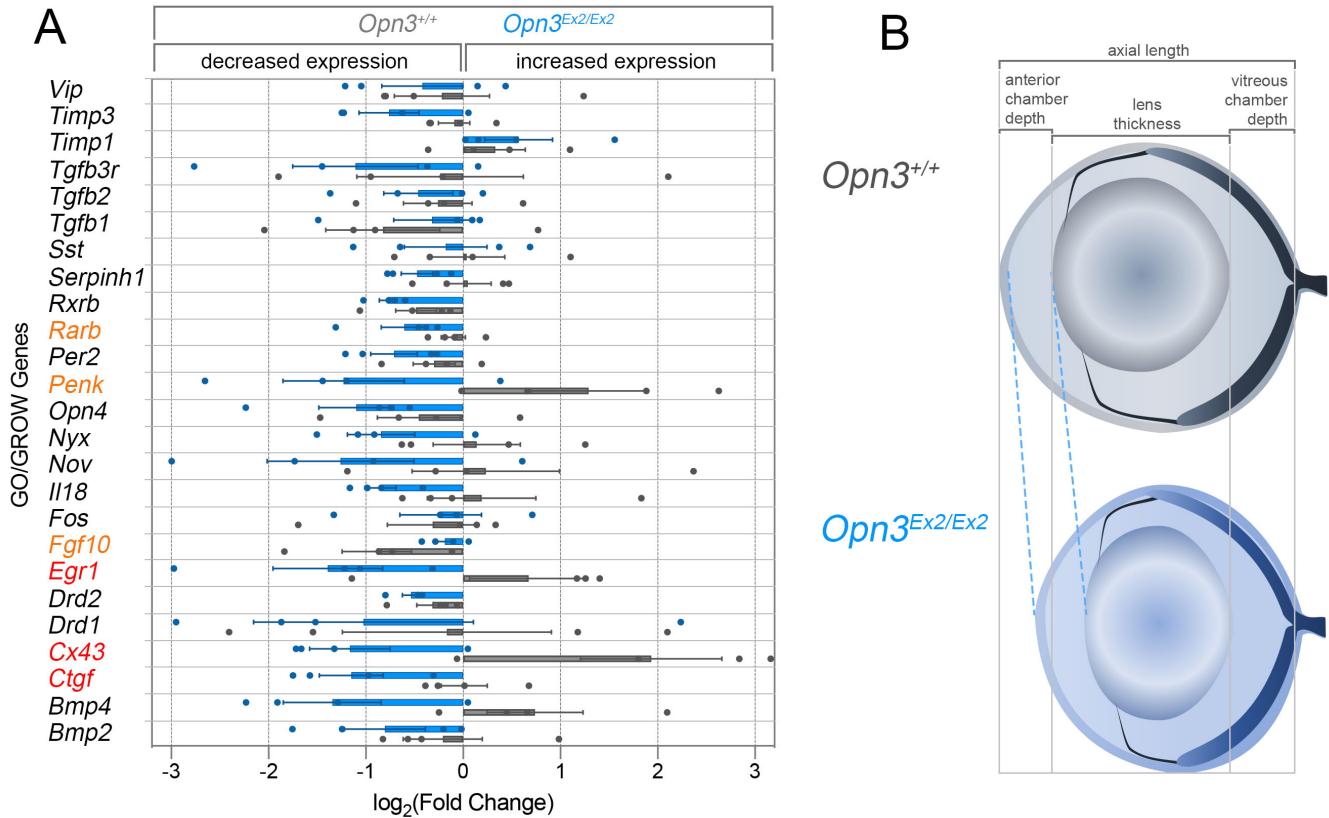 A
Opn3+/+ Opn3Ex2/Ex2
decreased expression increased expression
GO/GROW Genes
Vip
Timp3
Timp1
Tgfb3r
Tgfb2
Tgfb1
Sst
Serpinh1
Rxrb
Rarb
Per2
Penk
Opn4
Nyx
Nov
Il18
Fos
Fgf10
Egr1
Drd2
Drd1
Cx43
Ctgf
Bmp4
Bmp2
-3 -2 -1 0 1 2 3
log2(Fold Change)
B
axial length
anterior
chamber
depth
lens
thickness
vitreous
chamber
depth
Opn3+/+
Opn3Ex2/Ex2